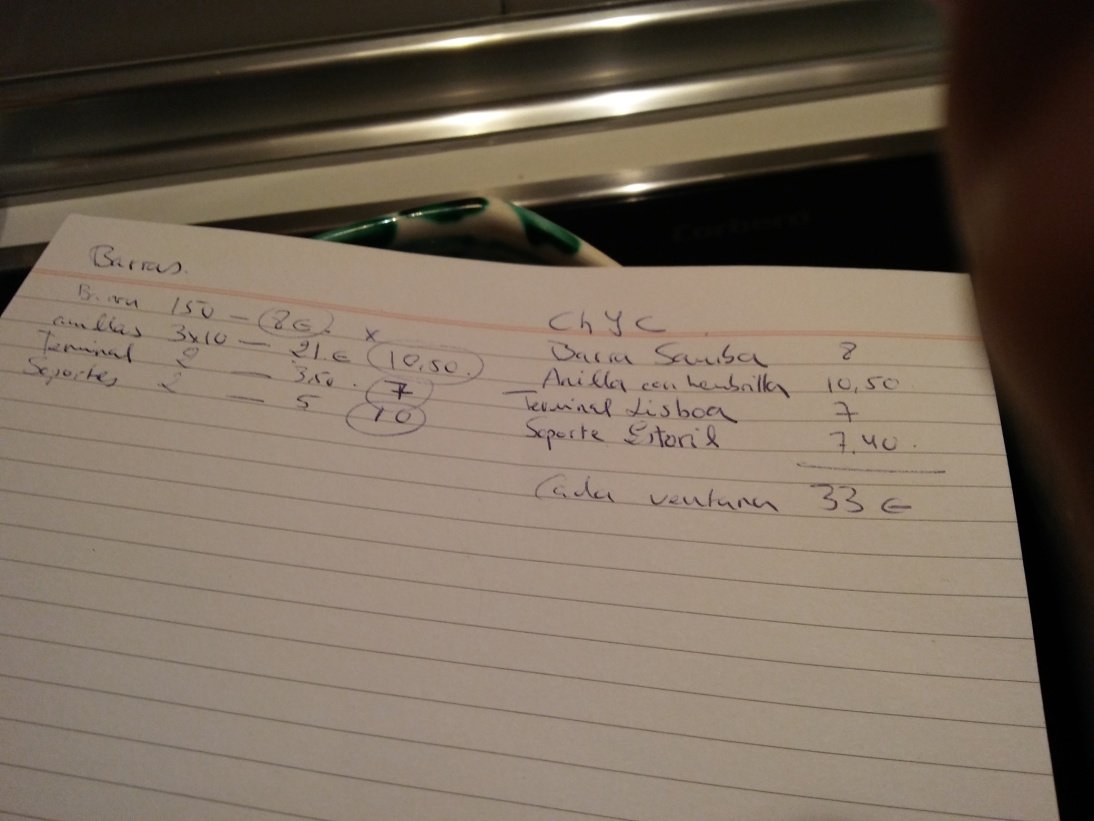 Barras.
Barra 150 - 8€ x
anillas 3x10 - 21 € 10,50.
Terminal 2 - 3,50. 7
Soportes 2 - 5 10
Ch y C
Barra Samba 8
- Anilla con hembrilla 10,50
Terminal Lisboa 7
Soporte Estoril 7,40.
Cada ventana 33 €